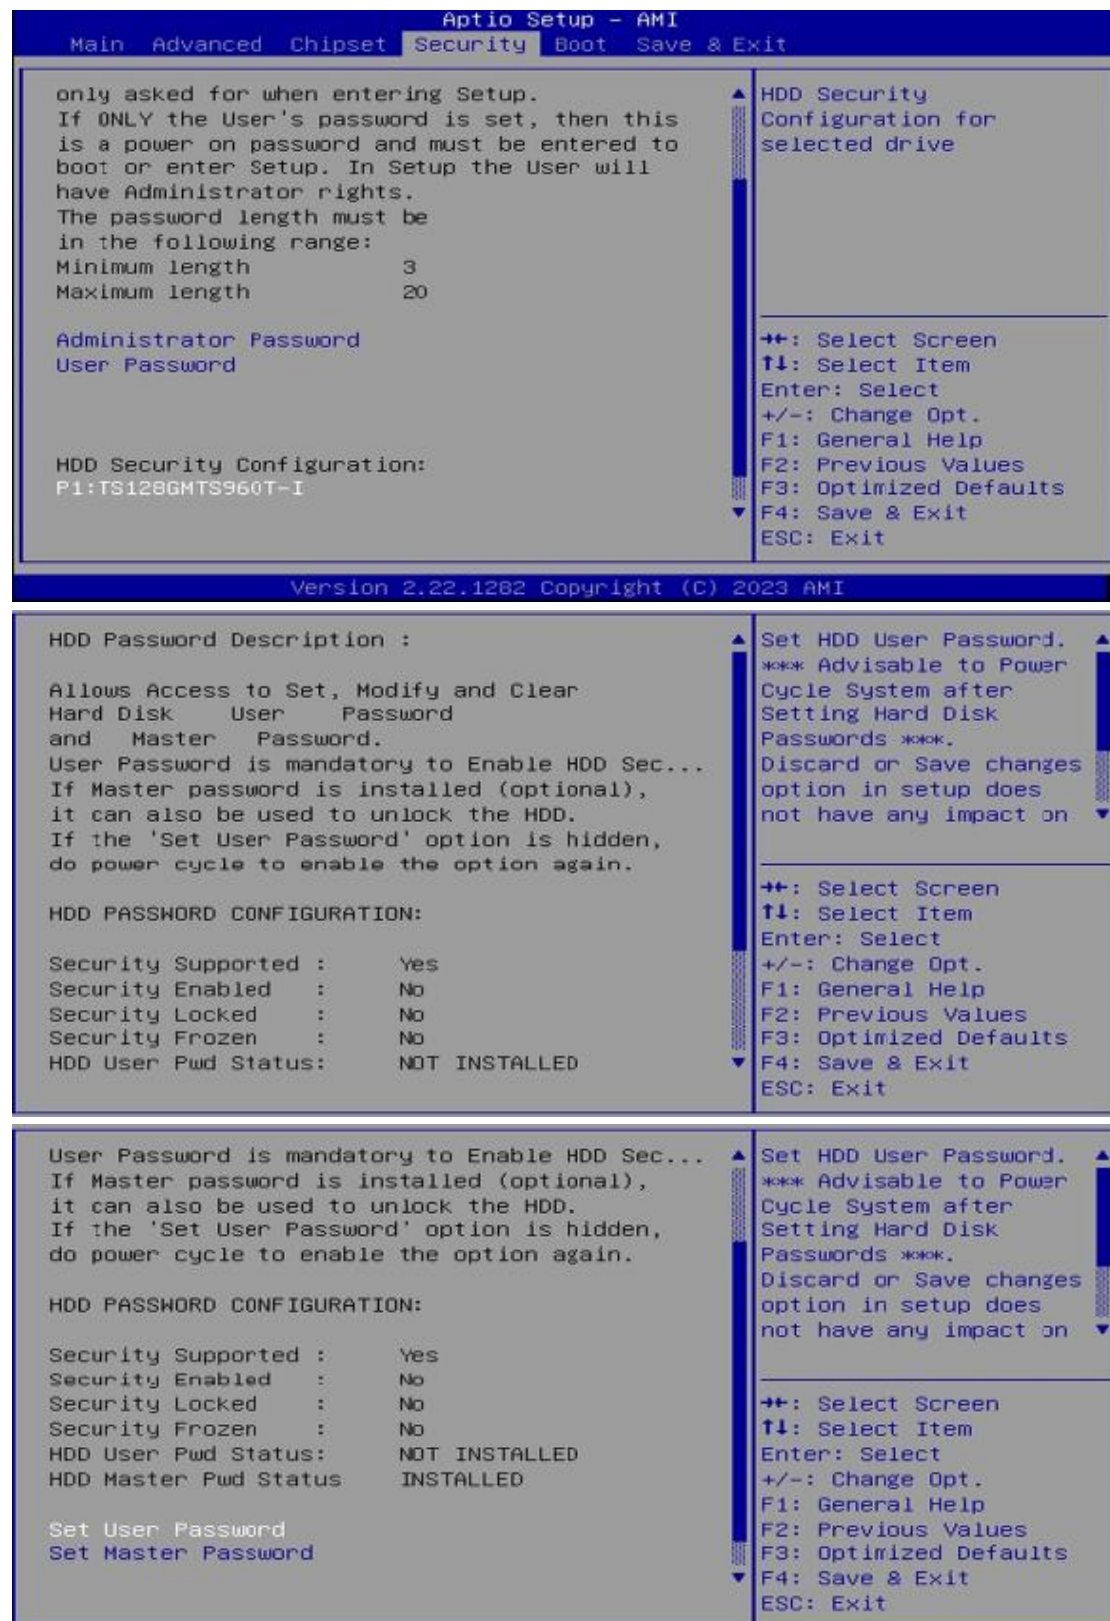 Aptio Setup – AMI
Main Advanced Chipset Security Boot Save & Exit
only asked for when entering Setup.
If ONLY the User's password is set, then this
is a power on password and must be entered to
boot or enter Setup. In Setup the User will
have Administrator rights.
The password length must be
in the following range:
Minimum length 3
Maximum length 20
Administrator Password
User Password
HDD Security Configuration:
P1:TS128GMTS960T-I
HDD Security
Configuration for
selected drive
→←: Select Screen
↑↓: Select Item
Enter: Select
+/-: Change Opt.
F1: General Help
F2: Previous Values
F3: Optimized Defaults
F4: Save & Exit
ESC: Exit
Version 2.22.1282 Copyright (C) 2023 AMI
HDD Password Description :
Allows Access to Set, Modify and Clear
Hard Disk User Password
and Master Password.
User Password is mandatory to Enable HDD Sec...
If Master password is installed (optional),
it can also be used to unlock the HDD.
If the 'Set User Password' option is hidden,
do power cycle to enable the option again.
HDD PASSWORD CONFIGURATION:
Security Supported : Yes
Security Enabled : No
Security Locked : No
Security Frozen : No
HDD User Pwd Status: NOT INSTALLED
Set HDD User Password.
*** Advisable to Power
Cycle System after
Setting Hard Disk
Passwords ***.
Discard or Save changes
option in setup does
not have any impact on
→←: Select Screen
↑↓: Select Item
Enter: Select
+/-: Change Opt.
F1: General Help
F2: Previous Values
F3: Optimized Defaults
F4: Save & Exit
ESC: Exit
User Password is mandatory to Enable HDD Sec...
If Master password is installed (optional),
it can also be used to unlock the HDD.
If the 'Set User Password' option is hidden,
do power cycle to enable the option again.
HDD PASSWORD CONFIGURATION:
Security Supported : Yes
Security Enabled : No
Security Locked : No
Security Frozen : No
HDD User Pwd Status: NOT INSTALLED
HDD Master Pwd Status INSTALLED
Set User Password
Set Master Password
Set HDD User Password.
*** Advisable to Power
Cycle System after
Setting Hard Disk
Passwords ***.
Discard or Save changes
option in setup does
not have any impact on
→←: Select Screen
↑↓: Select Item
Enter: Select
+/-: Change Opt.
F1: General Help
F2: Previous Values
F3: Optimized Defaults
F4: Save & Exit
ESC: Exit